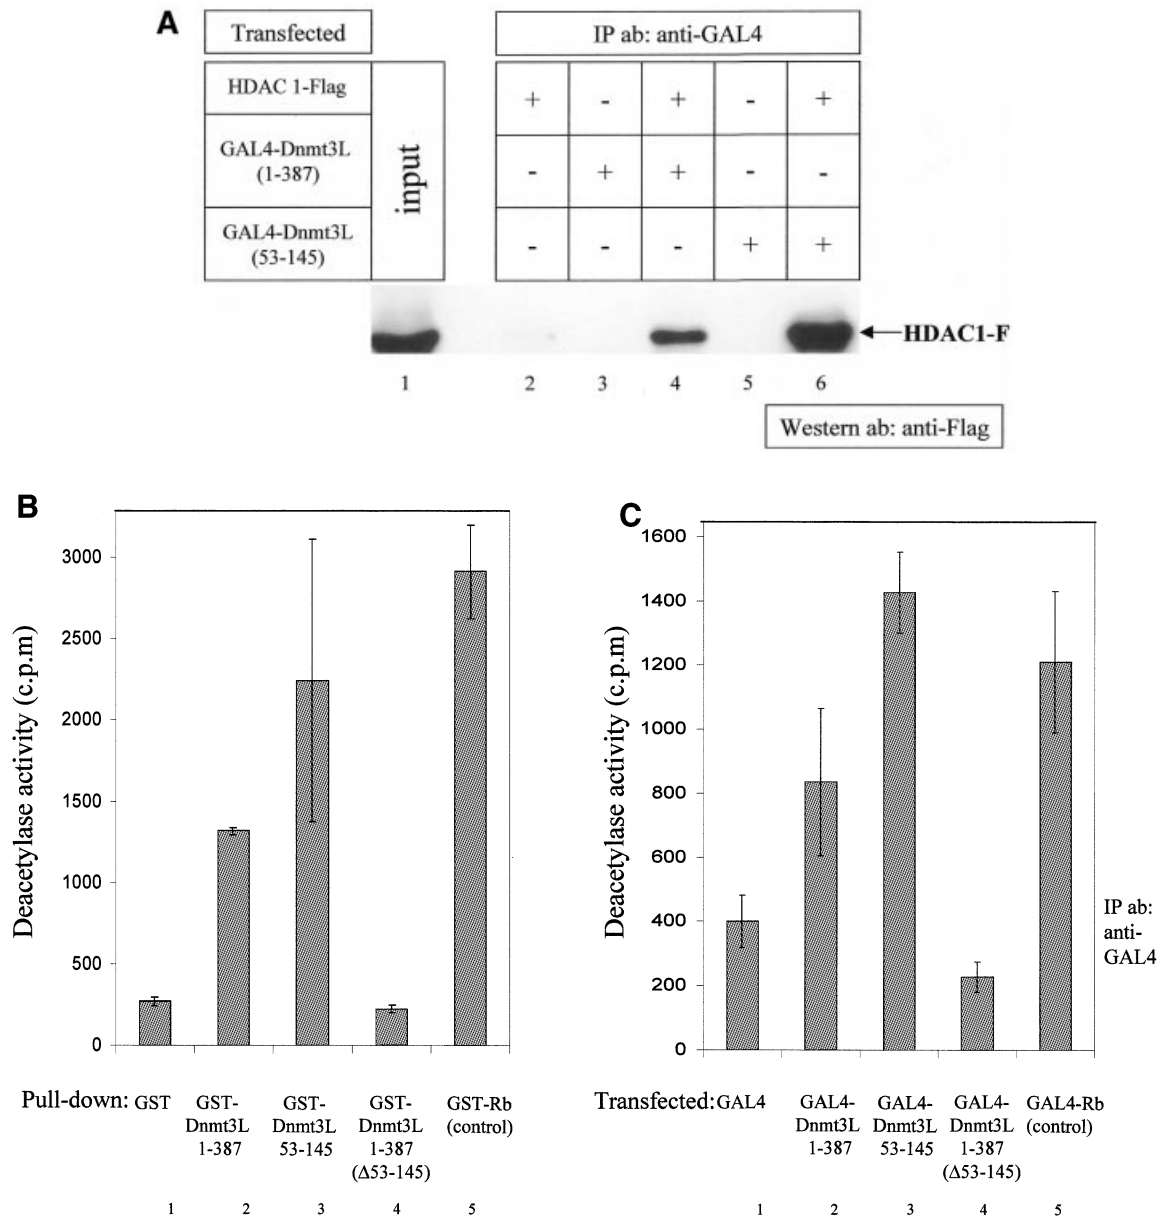 A
Transfected
IP ab: anti-GAL4
HDAC 1-Flag
+ - + - +
GAL4-Dnmt3L
(1-387)
- + + - -
GAL4-Dnmt3L
(53-145)
- - - + +
input
HDAC1-F
1 2 3 4 5 6
Western ab: anti-Flag
B
Deacetylase activity (c.p.m)
3000
2500
2000
1500
1000
500
0
Pull-down: GST GST- GST- GST- GST-Rb
Dnmt3L Dnmt3L Dnmt3L (control)
1-387 53-145 1-387
(Δ53-145)
1 2 3 4 5
C
Deacetylase activity (c.p.m)
1600
1400
1200
1000
800
600
400
200
0
IP ab:
anti-
GAL4
Transfected: GAL4 GAL4- GAL4- GAL4- GAL4-Rb
Dnmt3L Dnmt3L Dnmt3L (control)
1-387 53-145 1-387
(Δ53-145)
1 2 3 4 5